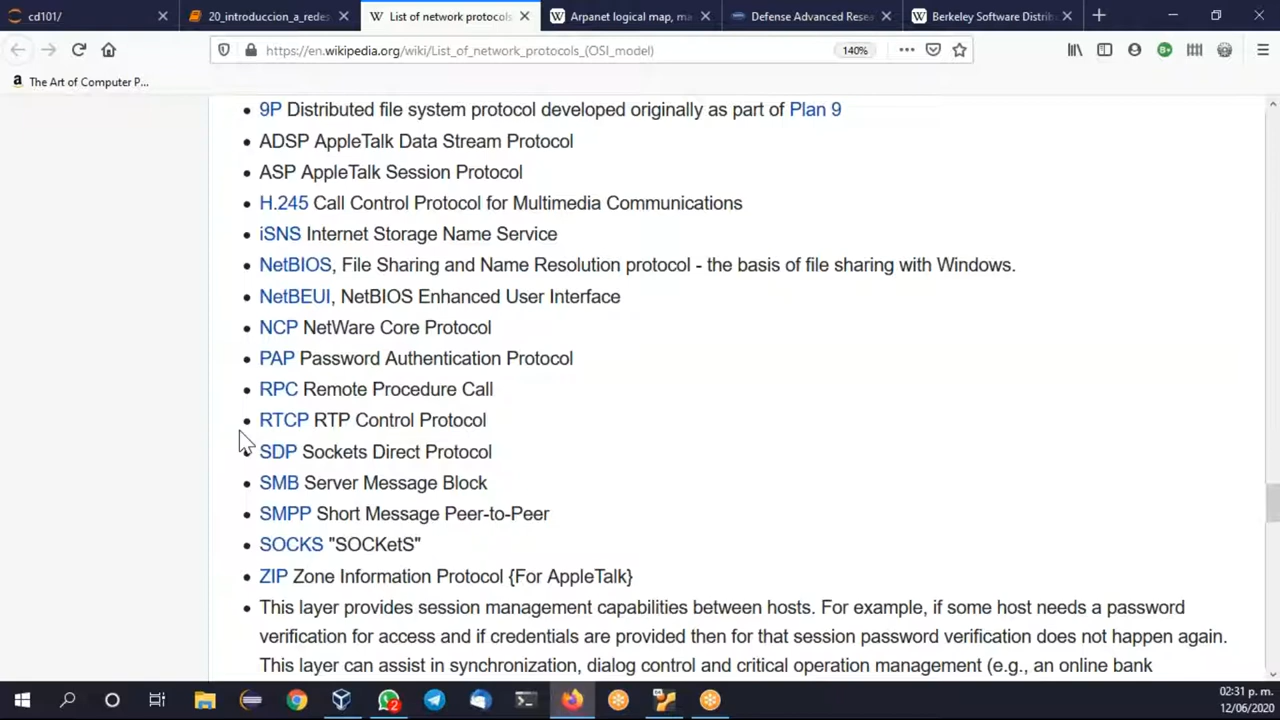 cd101/
20_introduccion_a_redes
List of network protocols
Arpanet logical map, ma
Defense Advanced Rese
Berkeley Software Distrib
https://en.wikipedia.org/wiki/List_of_network_protocols_(OSI_model)
140%
a The Art of Computer P...
• 9P Distributed file system protocol developed originally as part of Plan 9
• ADSP AppleTalk Data Stream Protocol
• ASP AppleTalk Session Protocol
• H.245 Call Control Protocol for Multimedia Communications
• iSNS Internet Storage Name Service
• NetBIOS, File Sharing and Name Resolution protocol - the basis of file sharing with Windows.
• NetBEUI, NetBIOS Enhanced User Interface
• NCP NetWare Core Protocol
• PAP Password Authentication Protocol
• RPC Remote Procedure Call
• RTCP RTP Control Protocol
• SDP Sockets Direct Protocol
• SMB Server Message Block
• SMPP Short Message Peer-to-Peer
• SOCKS "SOCKetS"
• ZIP Zone Information Protocol {For AppleTalk}
• This layer provides session management capabilities between hosts. For example, if some host needs a password
verification for access and if credentials are provided then for that session password verification does not happen again.
This layer can assist in synchronization, dialog control and critical operation management (e.g., an online bank
2
02:31 p. m.
12/06/2020